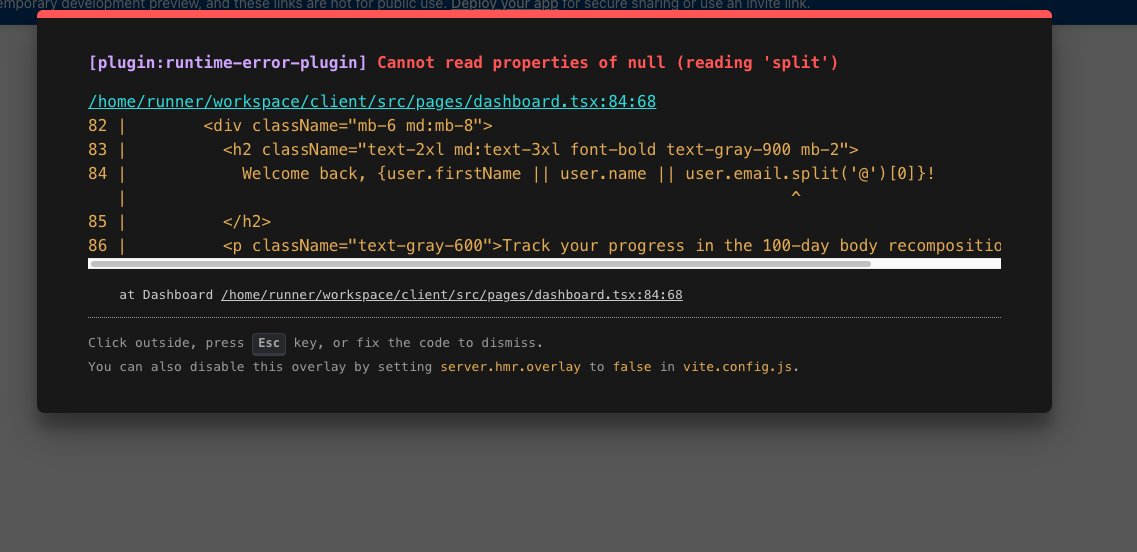 emporary development preview, and these links are not for public use. Deploy your app for secure sharing or use an invite link.
[plugin:runtime-error-plugin] Cannot read properties of null (reading 'split')
/home/runner/workspace/client/src/pages/dashboard.tsx:84:68
82 |        <div className="mb-6 md:mb-8">
83 |          <h2 className="text-2xl md:text-3xl font-bold text-gray-900 mb-2">
84 |            Welcome back, {user.firstName || user.name || user.email.split('@')[0]}!
   |                                                                      ^
85 |          </h2>
86 |          <p className="text-gray-600">Track your progress in the 100-day body recompositio
at Dashboard /home/runner/workspace/client/src/pages/dashboard.tsx:84:68
Click outside, press Esc key, or fix the code to dismiss.
You can also disable this overlay by setting server.hmr.overlay to false in vite.config.js.